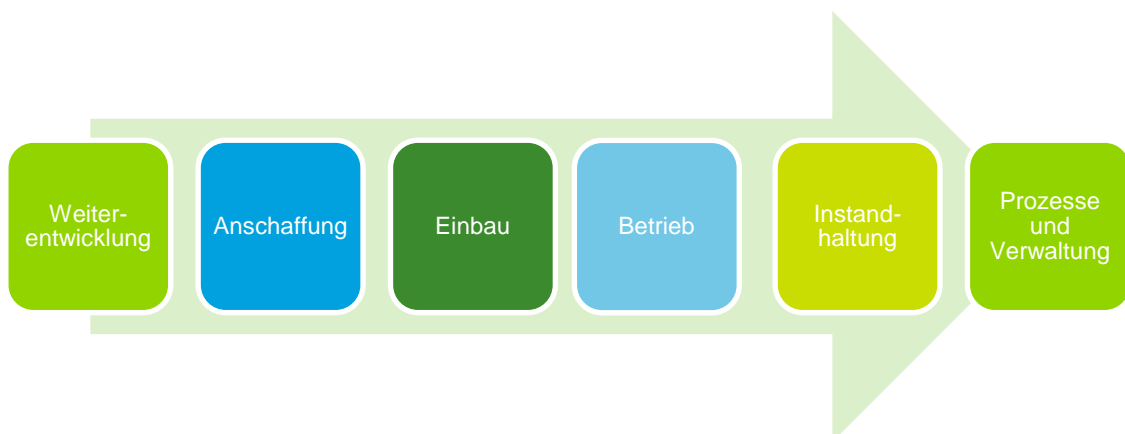 Weiter-
entwicklung
Anschaffung
Einbau
Betrieb
Instand-
haltung
Prozesse
und
Verwaltung